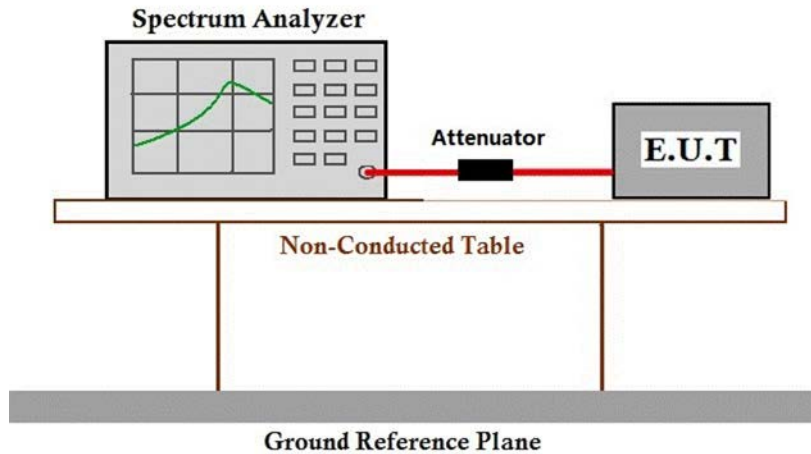 Spectrum Analyzer
Attenuator
E.U.T
Non-Conducted Table
Ground Reference Plane